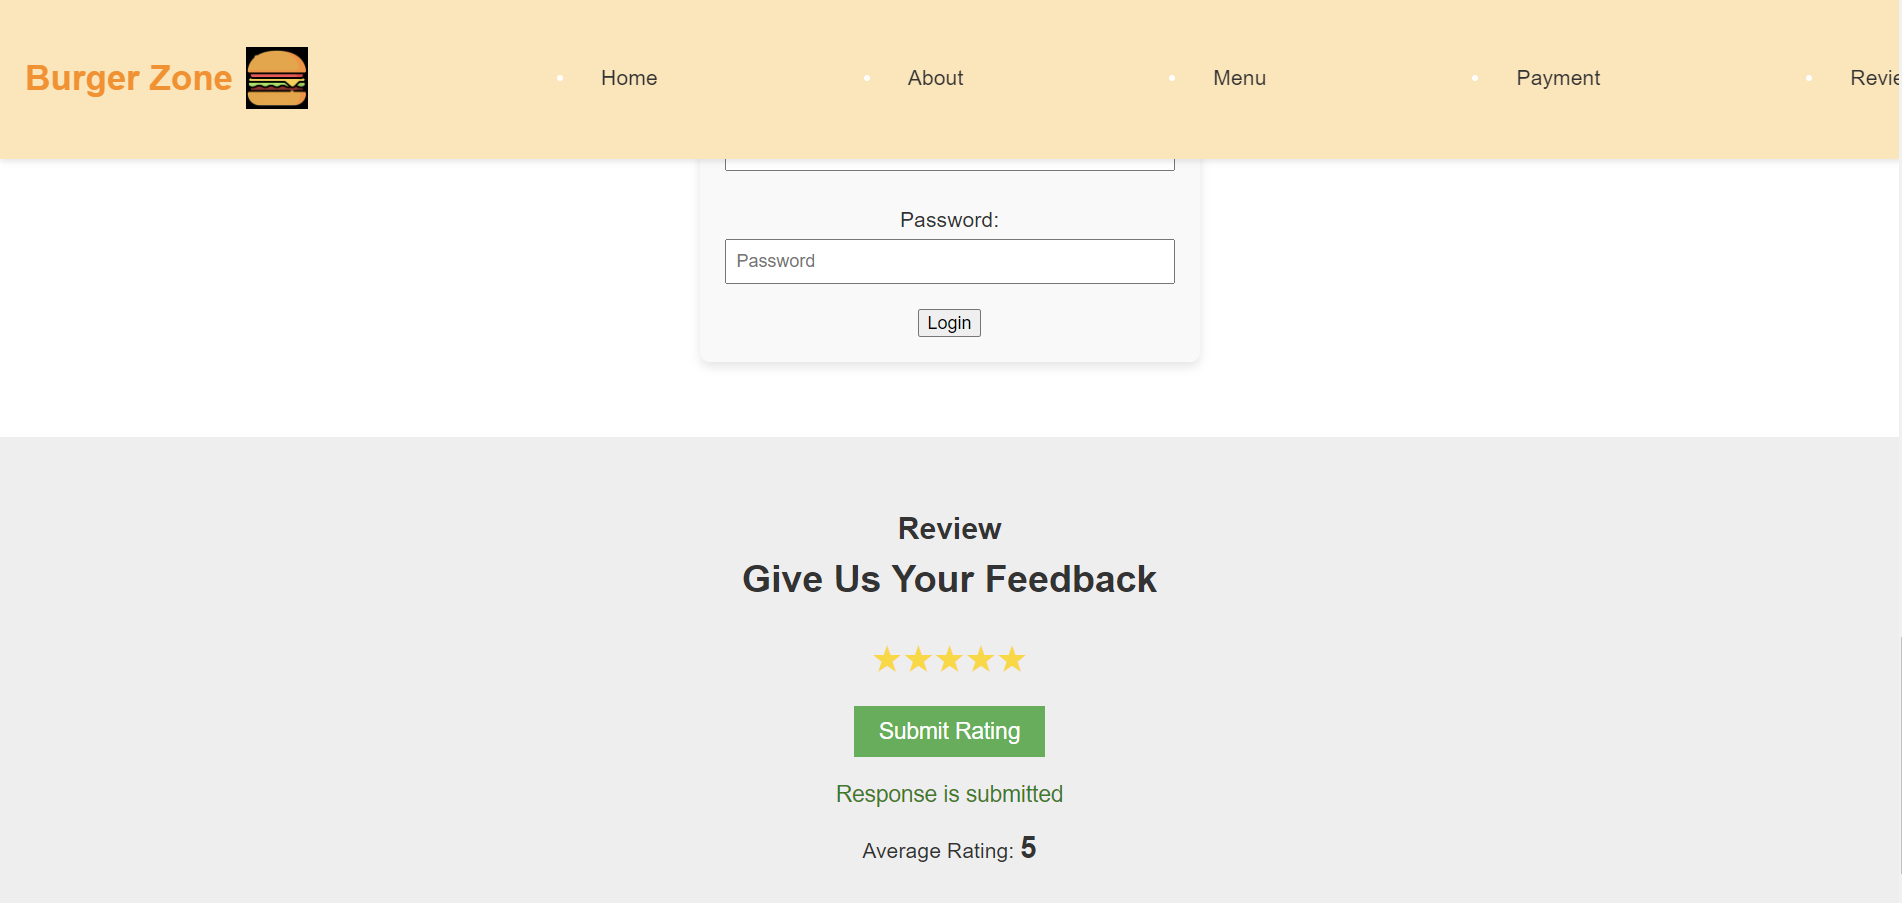 Burger Zone
Home
About
Menu
Payment
Revie
Password:
Password
Login
Review
Give Us Your Feedback
★★★★★
Submit Rating
Response is submitted
Average Rating: 5